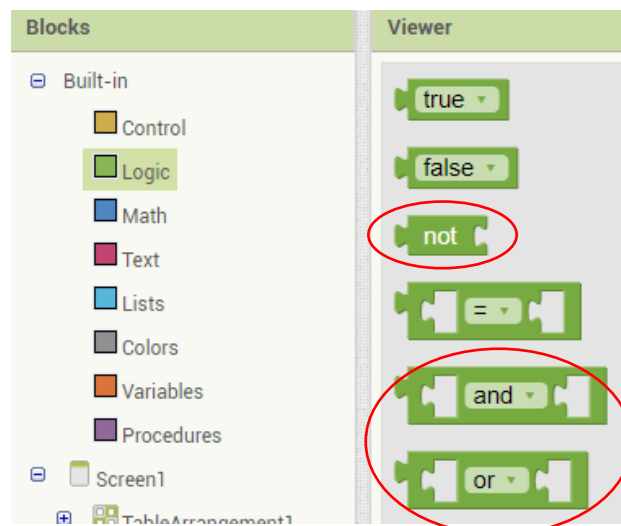 Blocks
Built-in
Control
Logic
Math
Text
Lists
Colors
Variables
Procedures
Screen1
TableArrangement1
Viewer
true
false
not
=
and
or